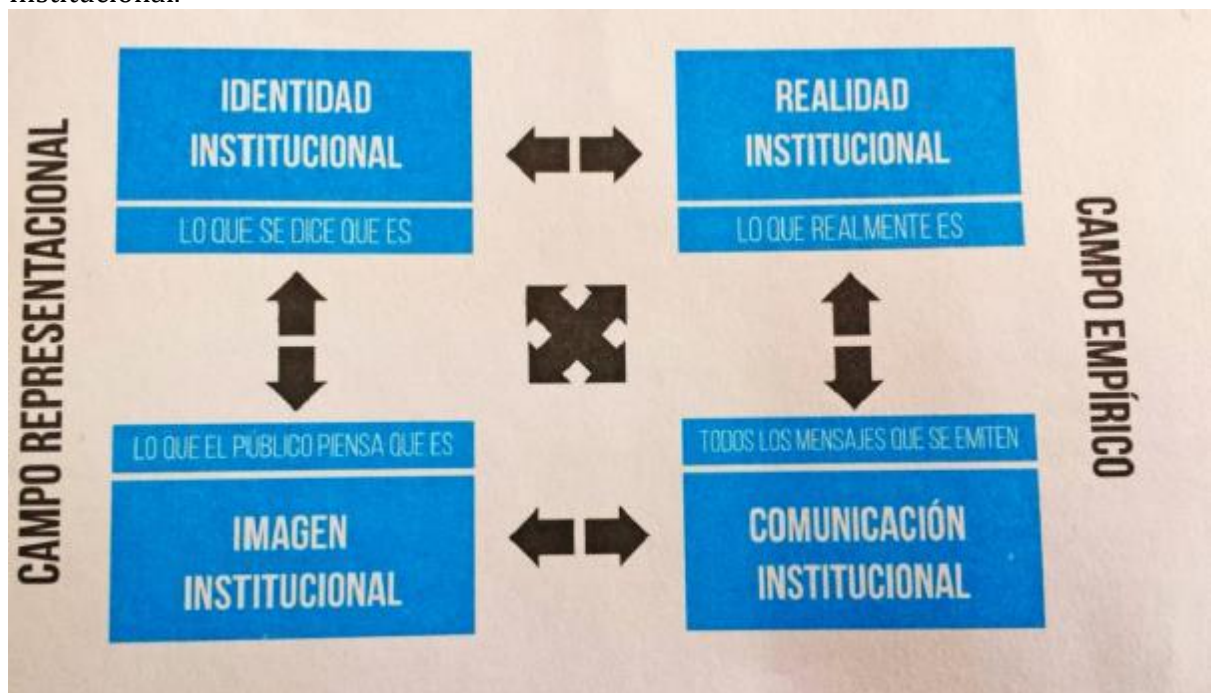 institucional.
CAMPO REPRESENTACIONAL
IDENTIDAD
INSTITUCIONAL
LO QUE SE DICE QUE ES
REALIDAD
INSTITUCIONAL
LO QUE REALMENTE ES
CAMPO EMPÍRICO
LO QUE EL PÚBLICO PIENSA QUE ES
IMAGEN
INSTITUCIONAL
TODOS LOS MENSAJES QUE SE EMITEN
COMUNICACIÓN
INSTITUCIONAL